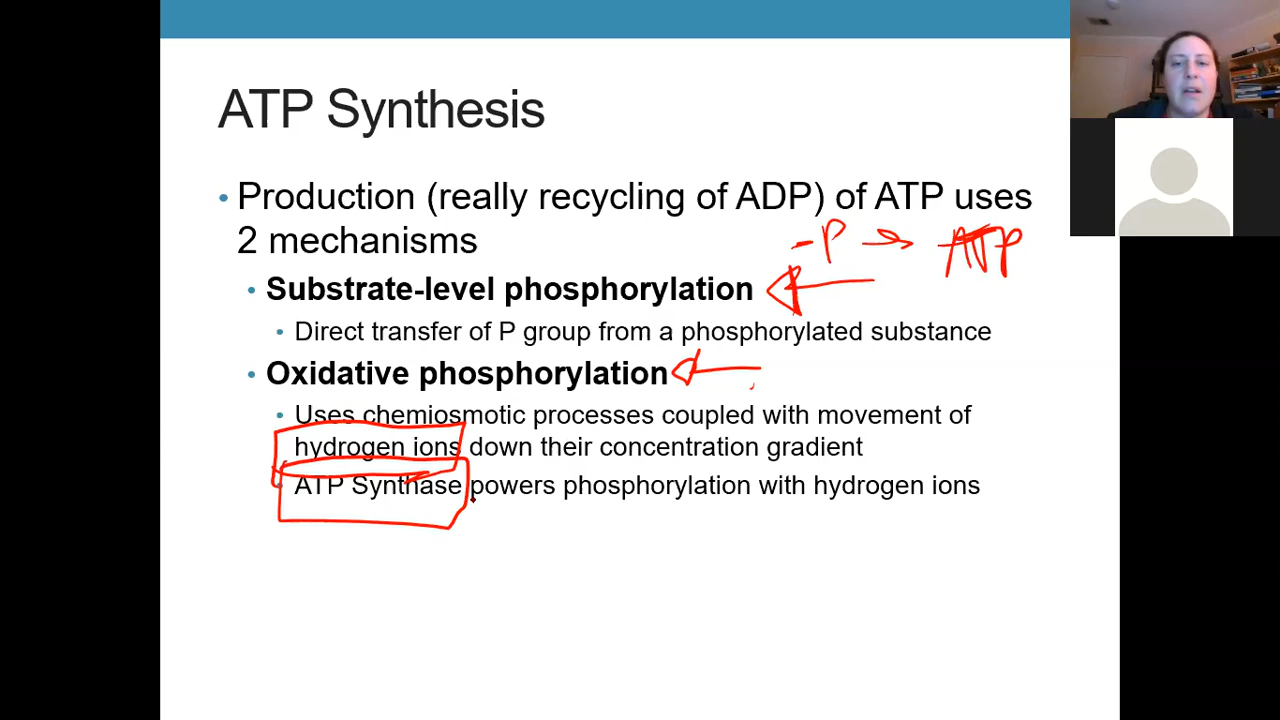 ATP Synthesis
• Production (really recycling of ADP) of ATP uses
2 mechanisms
-P → ATP
• Substrate-level phosphorylation
• Direct transfer of P group from a phosphorylated substance
• Oxidative phosphorylation
• Uses chemiosmotic processes coupled with movement of
hydrogen ions down their concentration gradient
• ATP Synthase powers phosphorylation with hydrogen ions